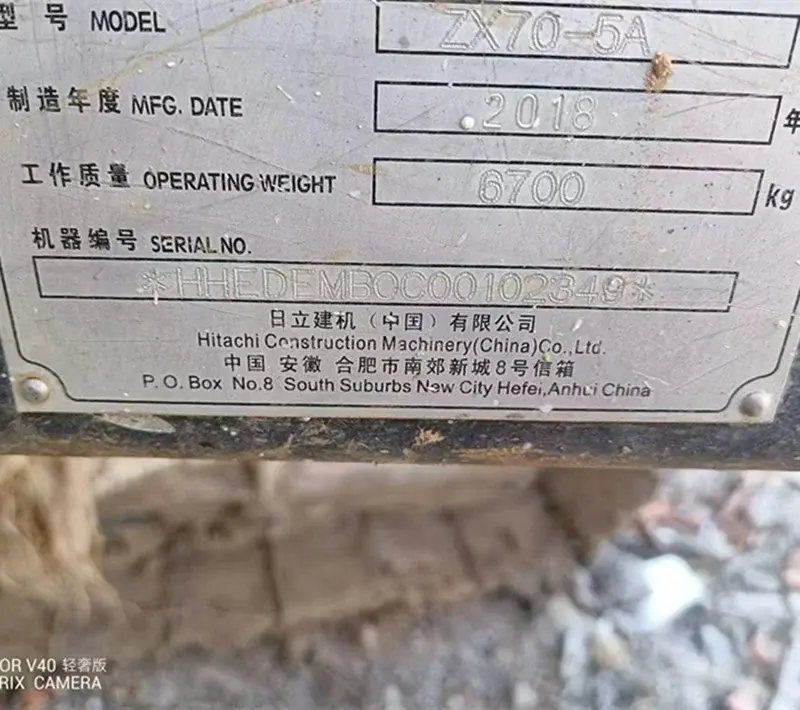 型 号 MODEL ZX70-5A
制造年度 MFG. DATE 2018 年
工作质量 OPERATING WEIGHT 6700 kg
机器编号 SERIAL NO.
*HHEDEMB0C00102349*
日立建机（中国）有限公司
Hitachi Construction Machinery(China)Co.,Ltd.
中国 安徽 合肥市南郊新城8号信箱
P.O.Box No.8 South Suburbs New City Hefei,Anhui China
OR V40 轻奢版
RIX CAMERA